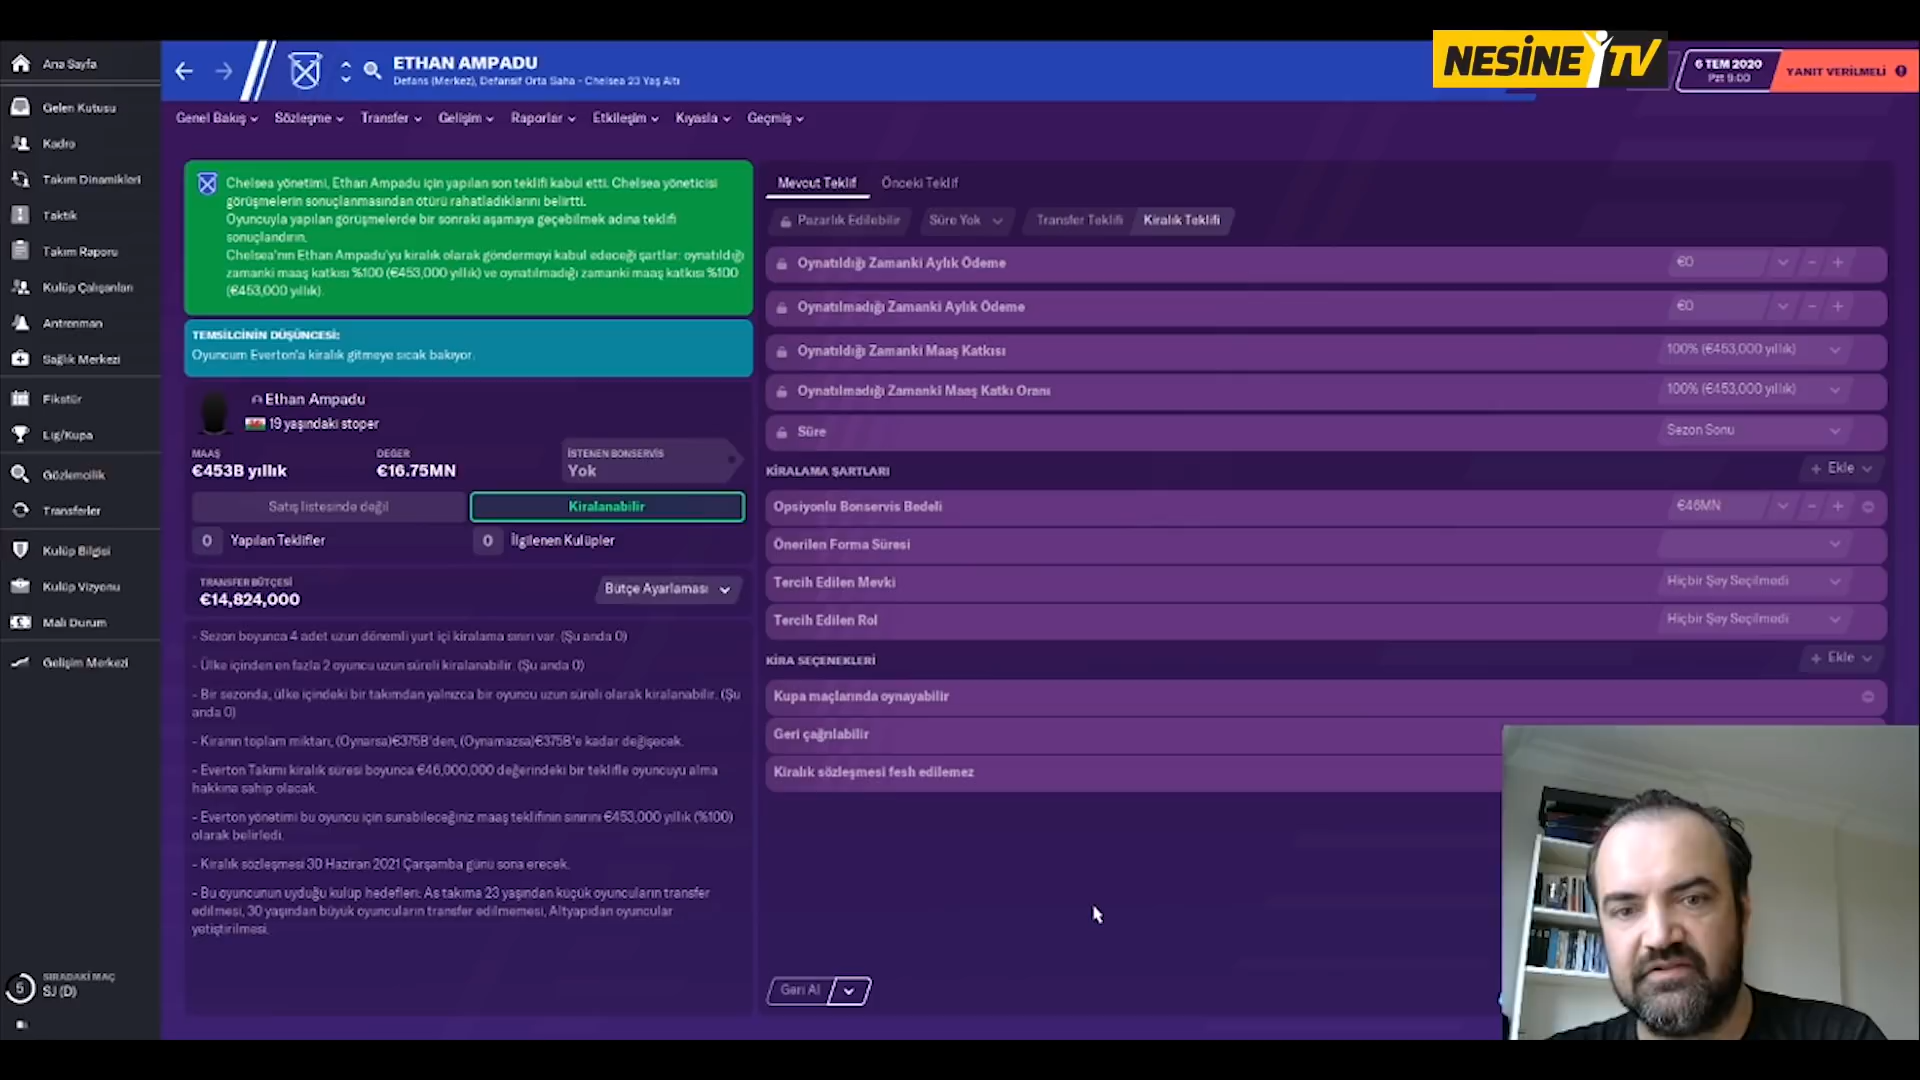 NESİNE TV
Ana Sayfa
Gelen Kutusu
Kadro
Takım Dinamikleri
Taktik
Takım Raporu
Kulüp Çalışanları
Antrenman
Sağlık Merkezi
Fikstür
Lig/Kupa
Gözlemcilik
Transferler
Kulüp Bilgisi
Kulüp Vizyonu
Mali Durum
Gelişim Merkezi
5
SIRADAKİ MAÇ
SJ (D)
ETHAN AMPADU
Defans (Merkez), Defansif Orta Saha - Chelsea 23 Yaş Altı
6 TEM 2020
Pzt 9:00
YANIT VERİLMELİ
Genel Bakış
Sözleşme
Transfer
Gelişim
Raporlar
Etkileşim
Kıyasla
Geçmiş
Chelsea yönetimi, Ethan Ampadu için yapılan son teklifi kabul etti. Chelsea yöneticisi
görüşmelerin sonuçlanmasından ötürü rahatladıklarını belirtti.
Oyuncuyla yapılan görüşmelerde bir sonraki aşamaya geçebilmek adına teklifi
sonuçlandırın.
Chelsea'nin Ethan Ampadu'yu kiralık olarak göndermeyi kabul edeceği şartlar: oynatıldığı
zamanki maaş katkısı %100 (€453,000 yıllık) ve oynatılmadığı zamanki maaş katkısı %100
(€453,000 yıllık).
TEMSİLCİNİN DÜŞÜNCESİ:
Oyuncum Everton'a kiralık gitmeye sıcak bakıyor.
Ethan Ampadu
19 yaşındaki stoper
MAAŞ
€453B yıllık
DEĞER
€16.75MN
İSTENEN BONSERVİS
Yok
Satış listesinde değil
Kiralanabilir
0 Yapılan Teklifler
0 İlgilenen Kulüpler
TRANSFER BÜTÇESİ
€14,824,000
Bütçe Ayarlaması
- Sezon boyunca 4 adet uzun dönemli yurt içi kiralama sınırı var. (Şu anda 0)
- Ülke içinden en fazla 2 oyuncu uzun süreli kiralanabilir. (Şu anda 0)
- Bir sezonda, ülke içindeki bir takımdan yalnızca bir oyuncu uzun süreli olarak kiralanabilir. (Şu
anda 0)
- Kiranın toplam miktarı, (Oynarsa)€375B'den, (Oynamazsa)€375B'e kadar değişecek.
- Everton Takımı kiralık süresi boyunca €46,000,000 değerindeki bir teklifle oyuncuyu alma
hakkına sahip olacak.
- Everton yönetimi bu oyuncu için sunabileceğiniz maaş teklifinin sınırını €453,000 yıllık (%100)
olarak belirledi.
- Kiralık sözleşmesi 30 Haziran 2021 Çarşamba günü sona erecek.
- Bu oyuncunun uyduğu kulüp hedefleri: As takıma 23 yaşından küçük oyuncuların transfer
edilmesi, 30 yaşından büyük oyuncuların transfer edilmemesi, Altyapıdan oyuncular
yetiştirilmesi.
Mevcut Teklif
Önceki Teklif
Pazarlık Edilebilir
Süre Yok
Transfer Teklifi
Kiralık Teklifi
Oynatıldığı Zamanki Aylık Ödeme
€0
Oynatılmadığı Zamanki Aylık Ödeme
€0
Oynatıldığı Zamanki Maaş Katkısı
100% (€453,000 yıllık)
Oynatılmadığı Zamanki Maaş Katkı Oranı
100% (€453,000 yıllık)
Süre
Sezon Sonu
KİRALAMA ŞARTLARI
+ Ekle
Opsiyonlu Bonservis Bedeli
€46MN
Önerilen Forma Süresi
Tercih Edilen Mevki
Hiçbir Şey Seçilmedi
Tercih Edilen Rol
Hiçbir Şey Seçilmedi
KİRA SEÇENEKLERİ
+ Ekle
Kupa maçlarında oynayabilir
Geri çağrılabilir
Kiralık sözleşmesi fesh edilemez
Geri Al